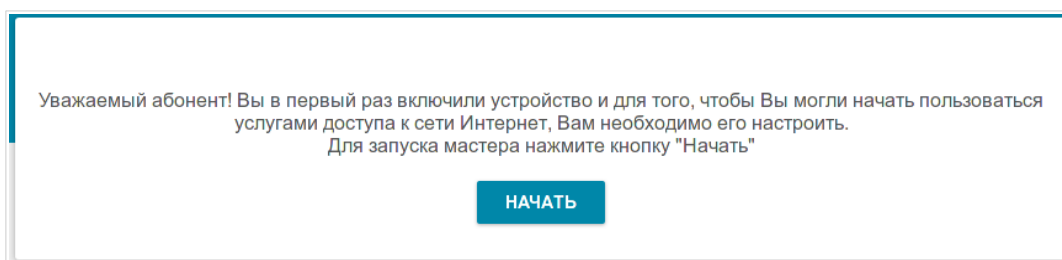 Уважаемый абонент! Вы в первый раз включили устройство и для того, чтобы Вы могли начать пользоваться
услугами доступа к сети Интернет, Вам необходимо его настроить.
Для запуска мастера нажмите кнопку "Начать"
НАЧАТЬ